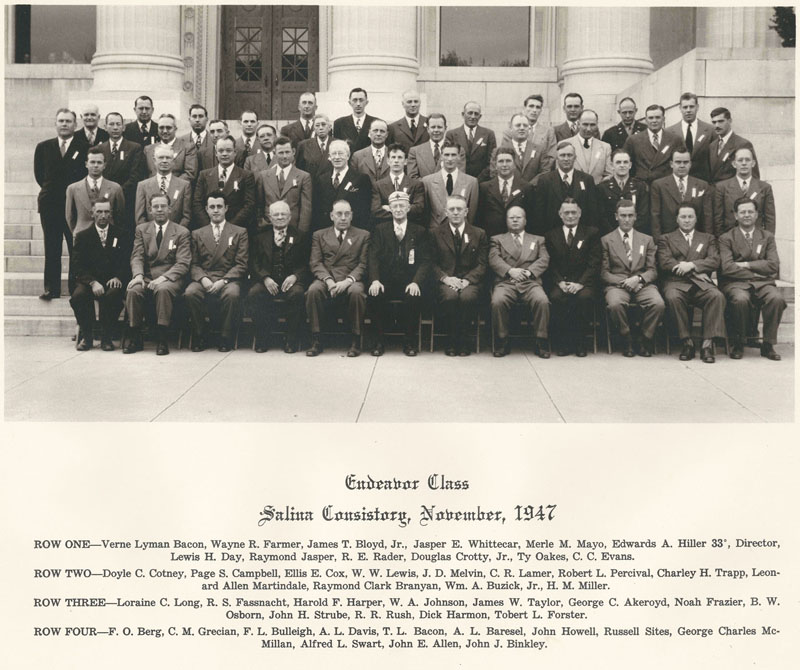 Endeavor Class
Salina Consistory, November, 1947
ROW ONE—Verne Lyman Bacon, Wayne R. Farmer, James T. Bloyd, Jr., Jasper E. Whittecar, Merle M. Mayo, Edwards A. Hiller 33°, Director,
Lewis H. Day, Raymond Jasper, R. E. Rader, Douglas Crotty, Jr., Ty Oakes, C. C. Evans.
ROW TWO—Doyle C. Cotney, Page S. Campbell, Ellis E. Cox, W. W. Lewis, J. D. Melvin, C. R. Lamer, Robert L. Percival, Charley H. Trapp, Leon-
ard Allen Martindale, Raymond Clark Branyan, Wm. A. Buzick, Jr., H. M. Miller.
ROW THREE—Loraine C. Long, R. S. Fassnacht, Harold F. Harper, W. A. Johnson, James W. Taylor, George C. Akeroyd, Noah Frazier, B. W.
Osborn, John H. Strube, R. R. Rush, Dick Harmon, Tobert L. Forster.
ROW FOUR—F. O. Berg, C. M. Grecian, F. L. Bulleigh, A. L. Davis, T. L. Bacon, A. L. Baresel, John Howell, Russell Sites, George Charles Mc-
Millan, Alfred L. Swart, John E. Allen, John J. Binkley.